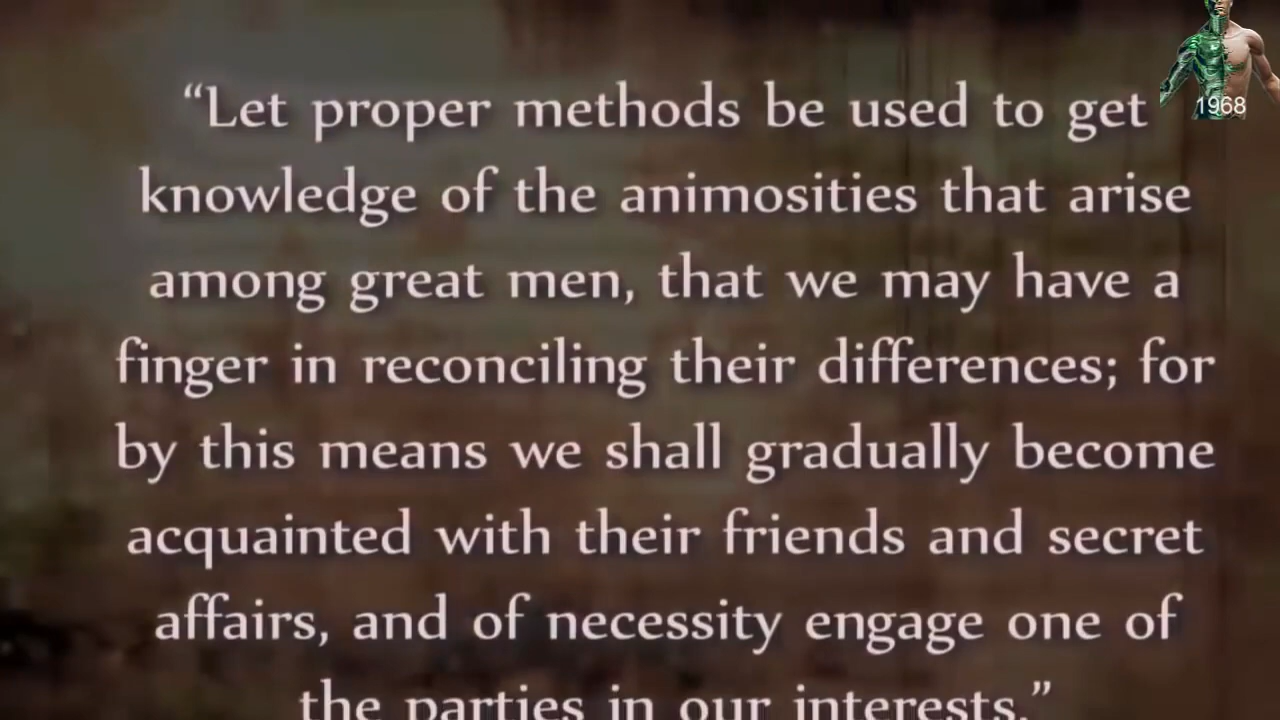 “Let proper methods be used to get
knowledge of the animosities that arise
among great men, that we may have a
finger in reconciling their differences; for
by this means we shall gradually become
acquainted with their friends and secret
affairs, and of necessity engage one of
the parties in our interests.”
1968